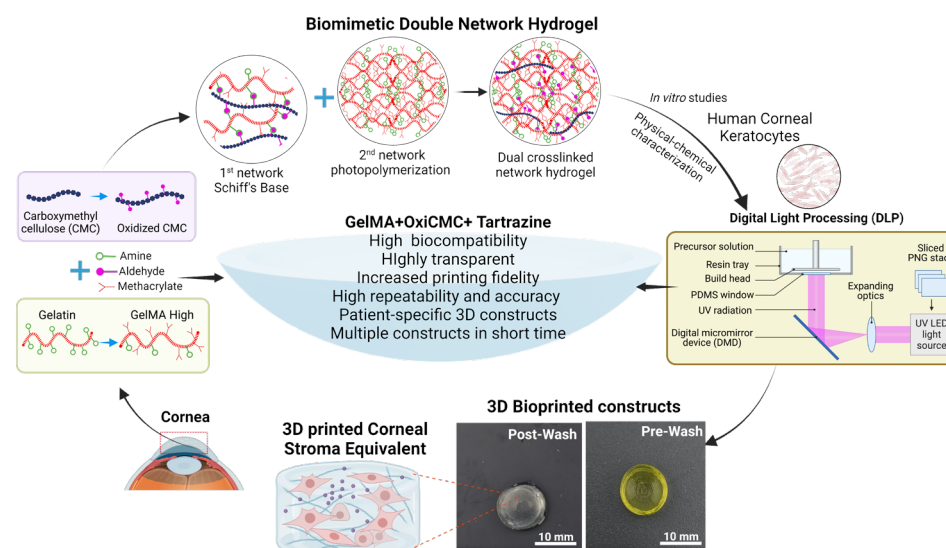 Biomimetic Double Network Hydrogel
1st network
Schiff's Base
2nd network
photopolymerization
Dual crosslinked
network hydrogel
In vitro studies
Physical-chemical
characterization
Human Corneal
Keratocytes
Carboxymethyl
cellulose (CMC)
Oxidized CMC
Amine
Aldehyde
Methacrylate
Gelatin
GelMA High
GelMA+OxiCMC+ Tartrazine
High biocompatibility
HIghly transparent
Increased printing fidelity
High repeatability and accuracy
Patient-specific 3D constructs
Multiple constructs in short time
Digital Light Processing (DLP)
Precursor solution
Resin tray
Build head
PDMS window
UV radiation
Digital micromirror
device (DMD)
Expanding
optics
Sliced
PNG stac
UV LED
light
source
Cornea
3D printed Corneal
Stroma Equivalent
3D Bioprinted constructs
Post-Wash
10 mm
Pre-Wash
10 mm